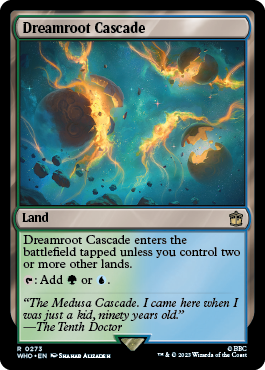 Dreamroot Cascade
Land
Dreamroot Cascade enters the
battlefield tapped unless you control two
or more other lands.
: Add or .
“The Medusa Cascade. I came here when I
was just a kid, ninety years old.”
—The Tenth Doctor
R 0273
WHO • EN SHAHAB ALIZADEH
© BBC
™ & © 2023 Wizards of the Coast